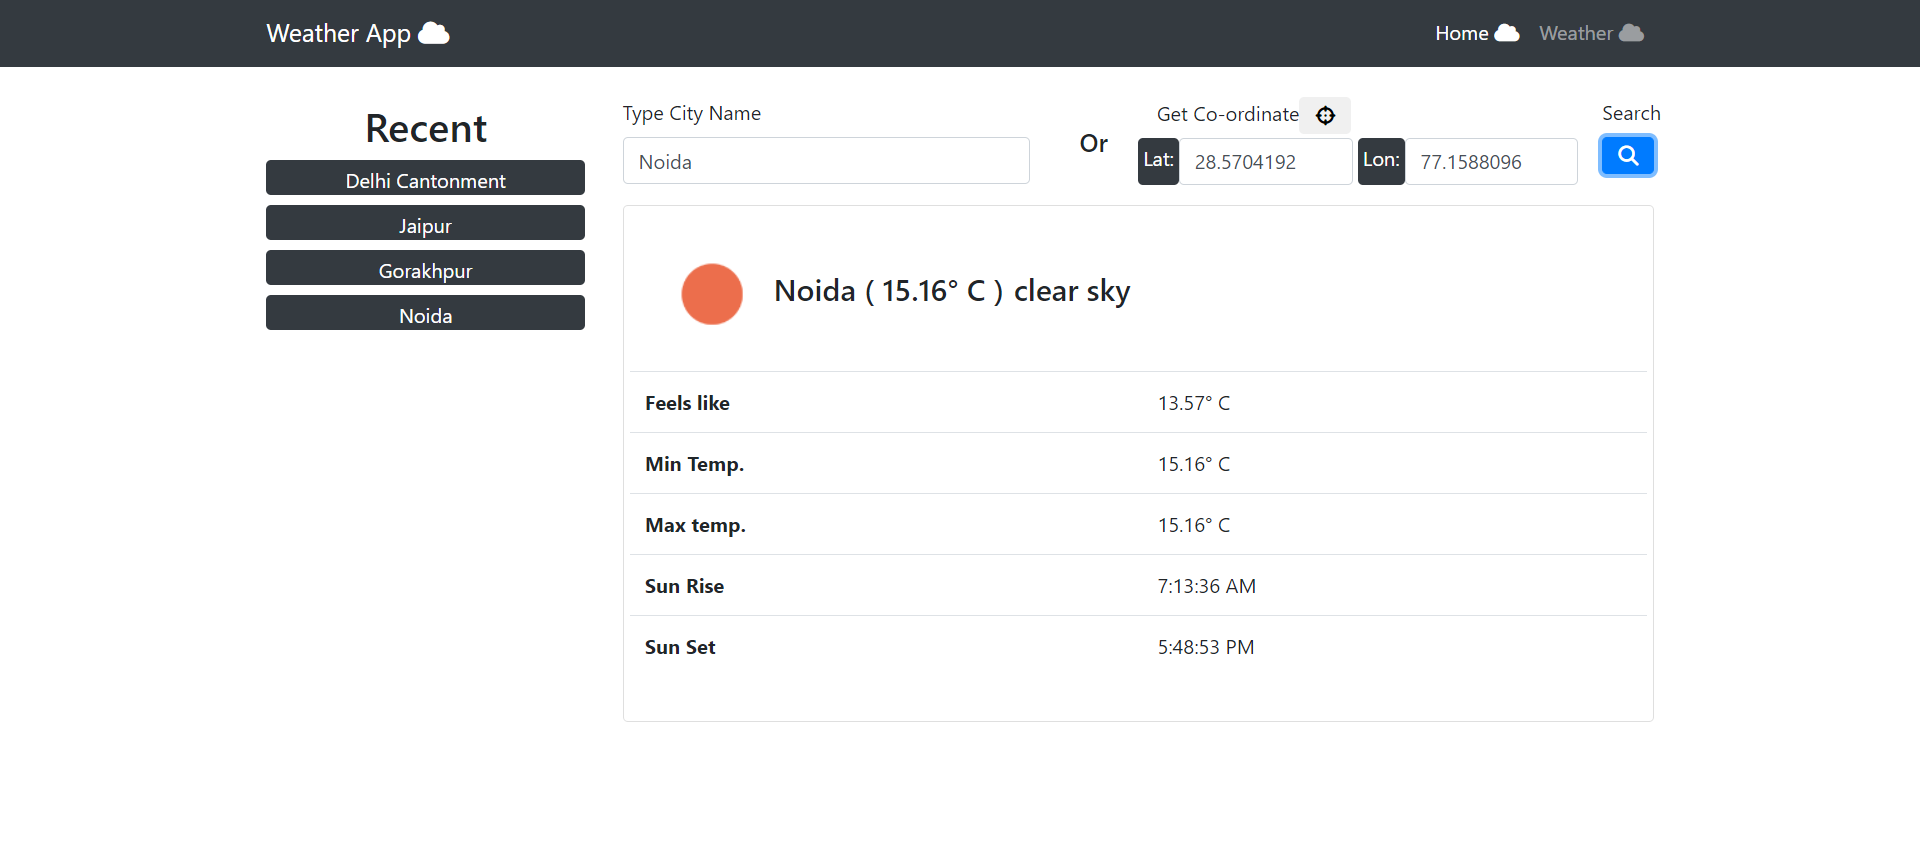 Weather App
Home Weather
Recent
Delhi Cantonment
Jaipur
Gorakhpur
Noida
Type City Name
Noida
Or
Get Co-ordinate
Lat: 28.5704192 Lon: 77.1588096
Search
Noida ( 15.16° C ) clear sky
Feels like 13.57° C
Min Temp. 15.16° C
Max temp. 15.16° C
Sun Rise 7:13:36 AM
Sun Set 5:48:53 PM